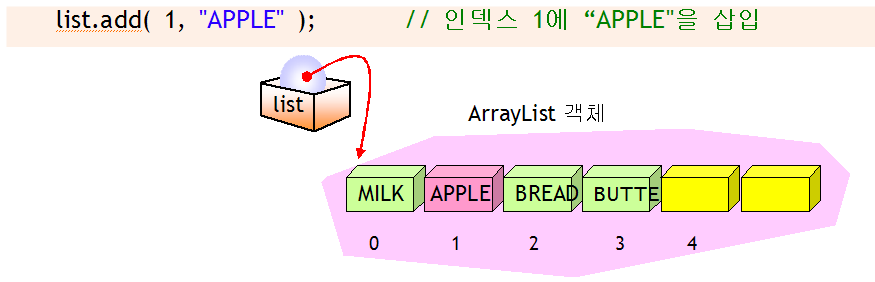 list.add( 1, "APPLE" );        // 인덱스 1에 “APPLE"을 삽입
list
ArrayList 객체
MILK APPLE BREAD BUTTE
0 1 2 3 4